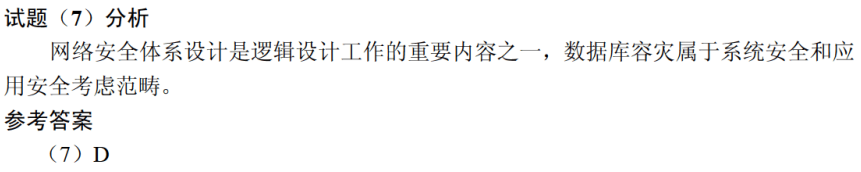 试题（7）分析
网络安全体系设计是逻辑设计工作的重要内容之一，数据库容灾属于系统安全和应
用安全考虑范畴。
参考答案
（7）D